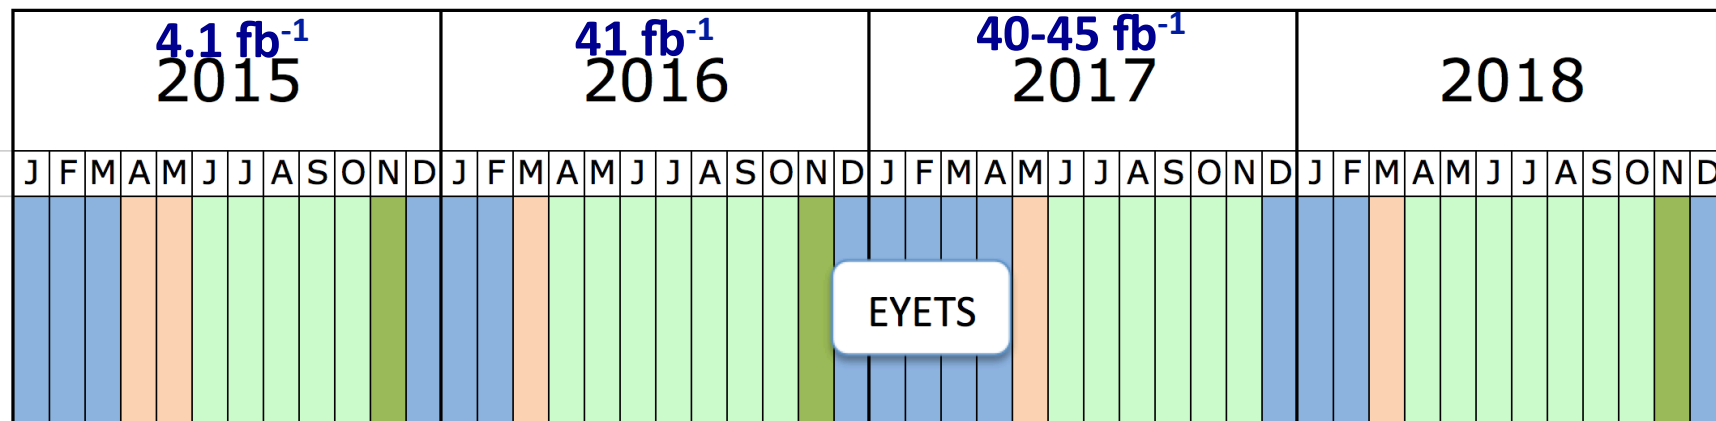 4.1 fb-1 41 fb-1 40-45 fb-1
2015 2016 2017 2018
J F M A M J J A S O N D J F M A M J J A S O N D J F M A M J J A S O N D J F M A M J J A S O N D
EYETS